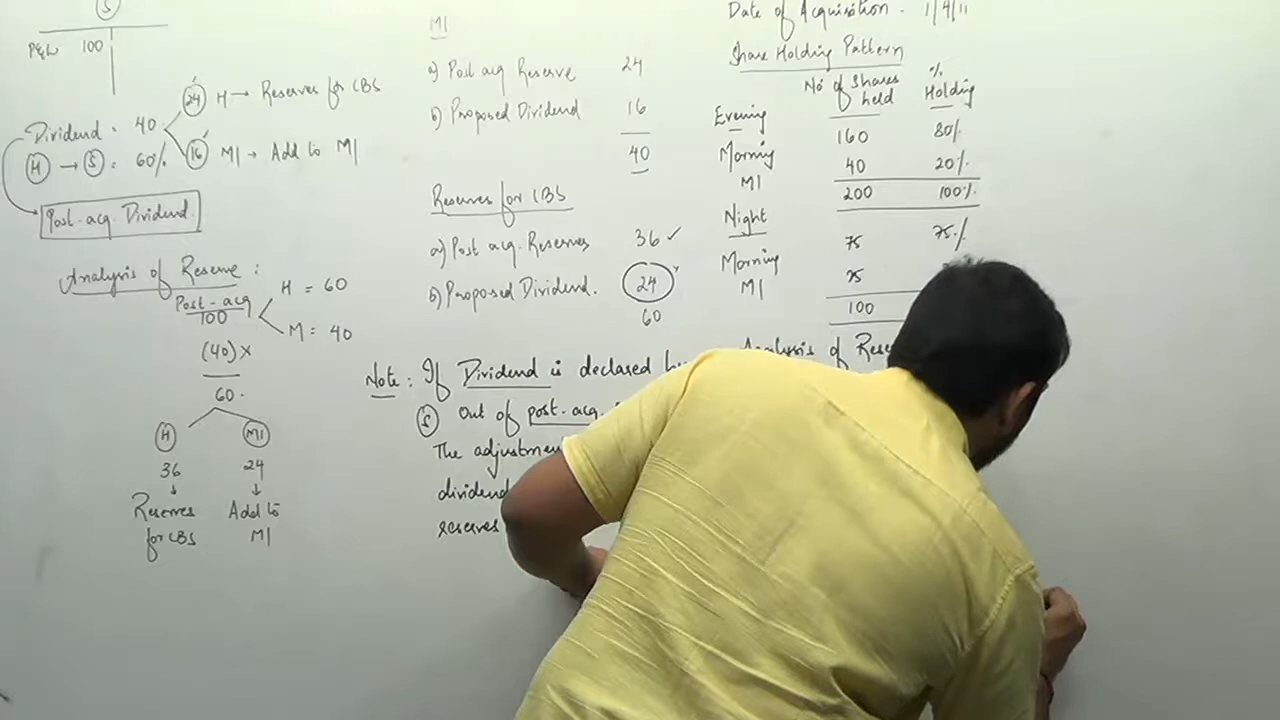 S
P&L 100
Dividend = 40
24 H → Reserves for CBS
16 MI → Add to MI
H → S = 60%
Post-acq. Dividend
Analysis of Reserve :
Post-acq
100
H = 60
M = 40
(40) x
60.
H MI
36 24
Reserves for CBS
Add to MI
MI
a) Post acq Reserve 24
b) Proposed Dividend 16
40
Reserves for CBS
a) Post acq. Reserves 36 ✓
b) Proposed Dividend. 24
60
Note : If Dividend is declared
S Out of post-acq.
The
dividend
reserves
Date of Acquisition - 1/4/11
Share Holding Pattern
No of Shares held % Holding
Evening
Morning 160 80%
MI 40 20%
200 100%
Night
Morning 75 75%
MI 25
100
Analysis of